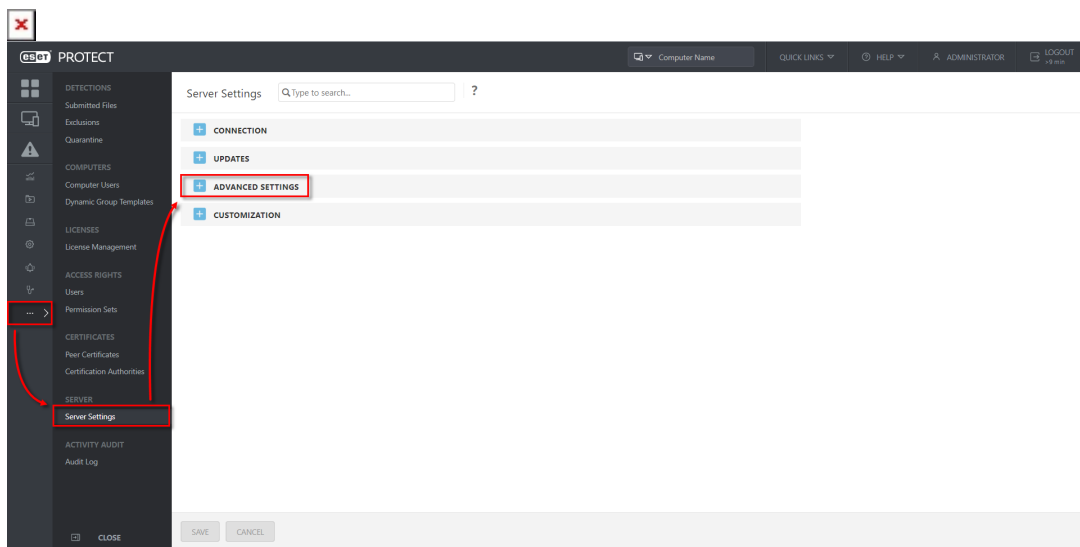 eset PROTECT
Computer Name
QUICK LINKS
HELP
ADMINISTRATOR
LOGOUT
>8 min
DETECTIONS
Submitted Files
Exclusions
Quarantine
COMPUTERS
Computer Users
Dynamic Group Templates
LICENSES
License Management
ACCESS RIGHTS
Users
Permission Sets
CERTIFICATES
Peer Certificates
Certification Authorities
SERVER
Server Settings
ACTIVITY AUDIT
Audit Log
CLOSE
Server Settings
Type to search...
?
CONNECTION
UPDATES
ADVANCED SETTINGS
CUSTOMIZATION
SAVE
CANCEL